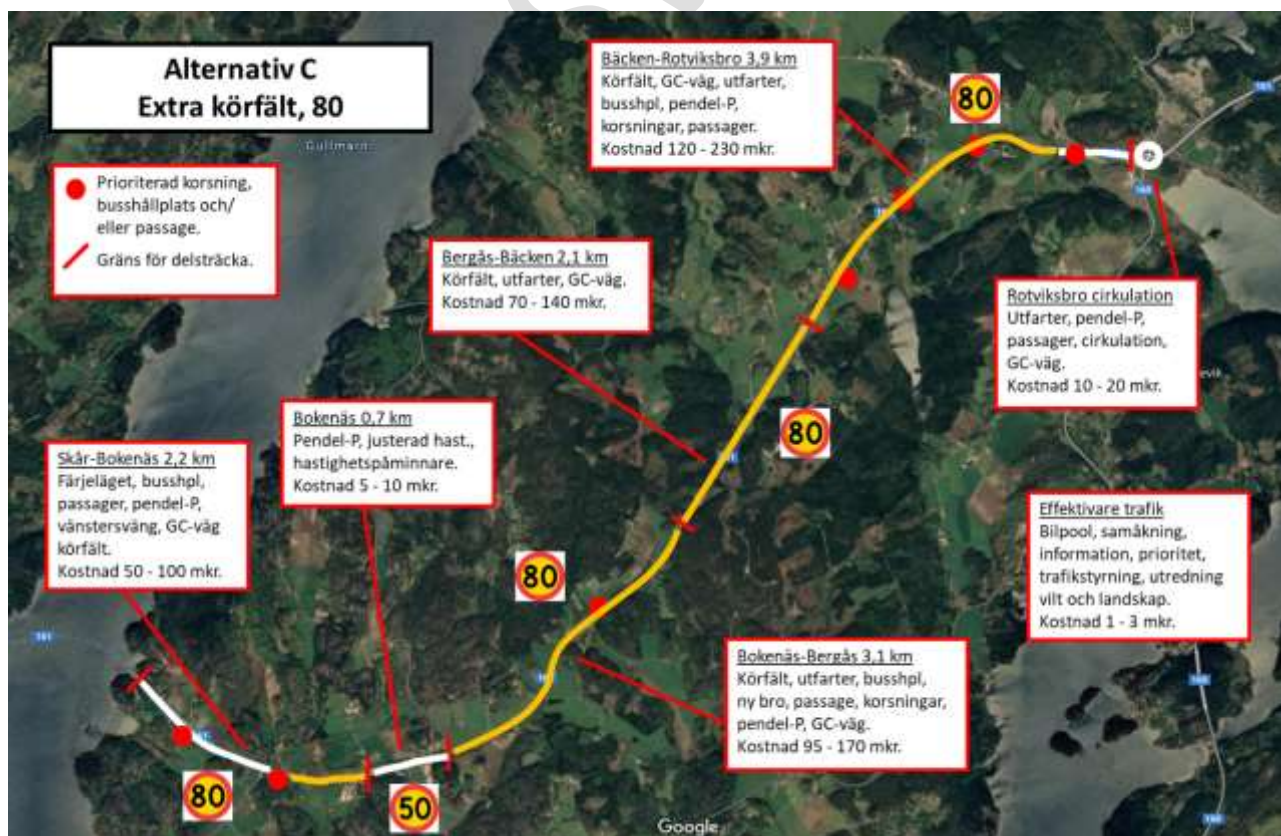 Alternativ C
Extra körfält, 80
Gullmarn
Prioriterad korsning,
busshållplats och/
eller passage.
Gräns för delsträcka.
Bäcken-Rotviksbro 3,9 km
Körfält, GC-väg, utfarter,
busshpl, pendel-P,
korsningar, passager.
Kostnad 120 - 230 mkr.
80
161
160
Bergås-Bäcken 2,1 km
Körfält, utfarter, GC-väg.
Kostnad 70 - 140 mkr.
Rotviksbro cirkulation
Utfarter, pendel-P,
passager, cirkulation,
GC-väg.
Kostnad 10 - 20 mkr.
80
Bokenäs 0,7 km
Pendel-P, justerad hast.,
hastighetspåminnare.
Kostnad 5 - 10 mkr.
Skår-Bokenäs 2,2 km
Färjeläget, busshpl,
passager, pendel-P,
vänstersväng, GC-väg
körfält.
Kostnad 50 - 100 mkr.
Effektivare trafik
Bilpool, samåkning,
information, prioritet,
trafikstyrning, utredning
vilt och landskap.
Kostnad 1 - 3 mkr.
80
161
Bokenäs-Bergås 3,1 km
Körfält, utfarter, busshpl,
ny bro, passage, korsningar,
pendel-P, GC-väg.
Kostnad 95 - 170 mkr.
160
80
50
Google
160